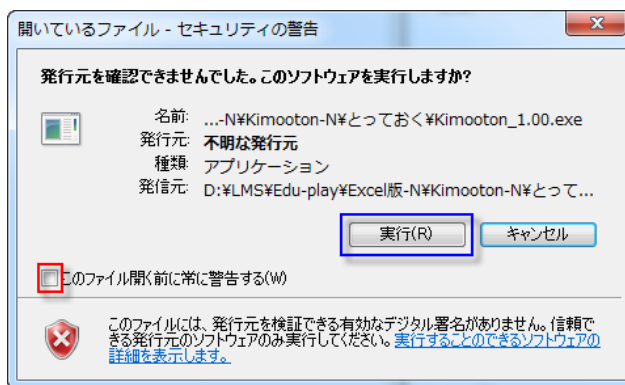 開いているファイル - セキュリティの警告
発行元を確認できませんでした。このソフトウェアを実行しますか?
名前: ...-N¥Kimooton-N¥とっておく¥Kimooton_1.00.exe
発行元: 不明な発行元
種類: アプリケーション
発信元: D:¥LMS¥Edu-play¥Excel版-N¥Kimooton-N¥とって...
実行(R) キャンセル
このファイル開く前に常に警告する(W)
このファイルには、発行元を検証できる有効なデジタル署名がありません。信頼で
きる発行元のソフトウェアのみ実行してください。実行することのできるソフトウェアの
詳細を表示します。